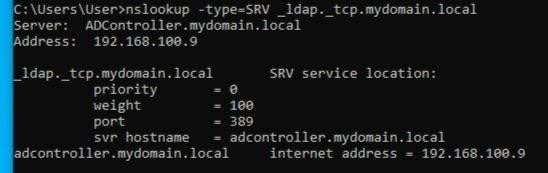 C:\Users\User>nslookup -type=SRV _ldap._tcp.mydomain.local
Server:  ADController.mydomain.local
Address:  192.168.100.9

_ldap._tcp.mydomain.local       SRV service location:
          priority       = 0
          weight         = 100
          port           = 389
          svr hostname   = adcontroller.mydomain.local
adcontroller.mydomain.local     internet address = 192.168.100.9